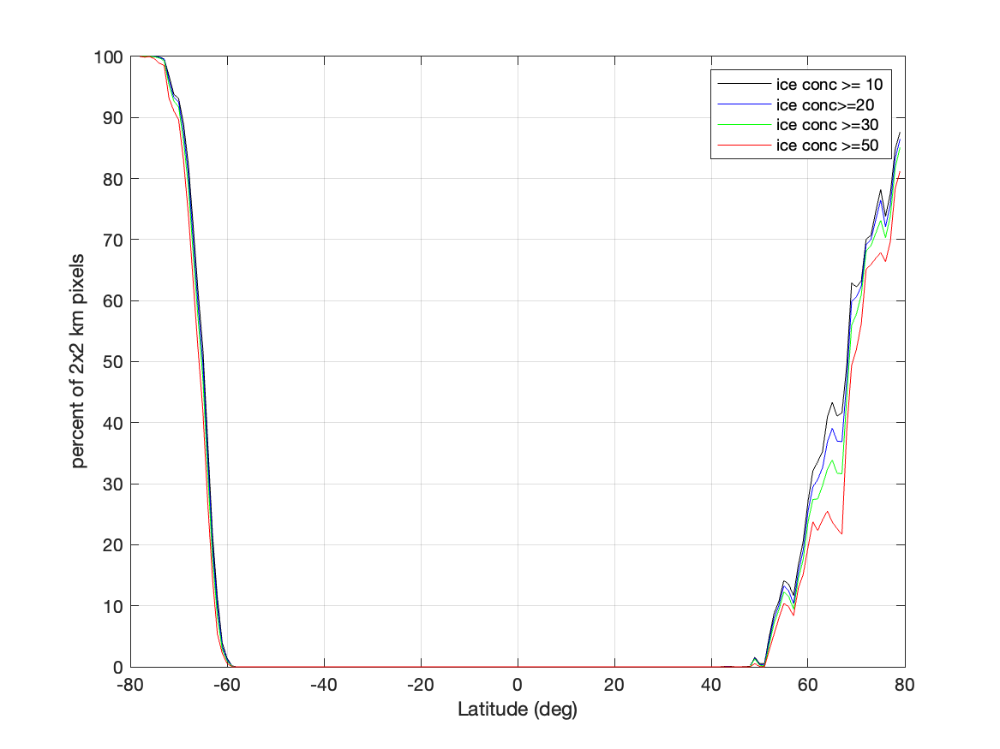 100
90
80
70
60
50
40
30
20
10
0
percent of 2x2 km pixels
ice conc >= 10
ice conc>=20
ice conc >=30
ice conc >=50
-80 -60 -40 -20 0 20 40 60 80
Latitude (deg)